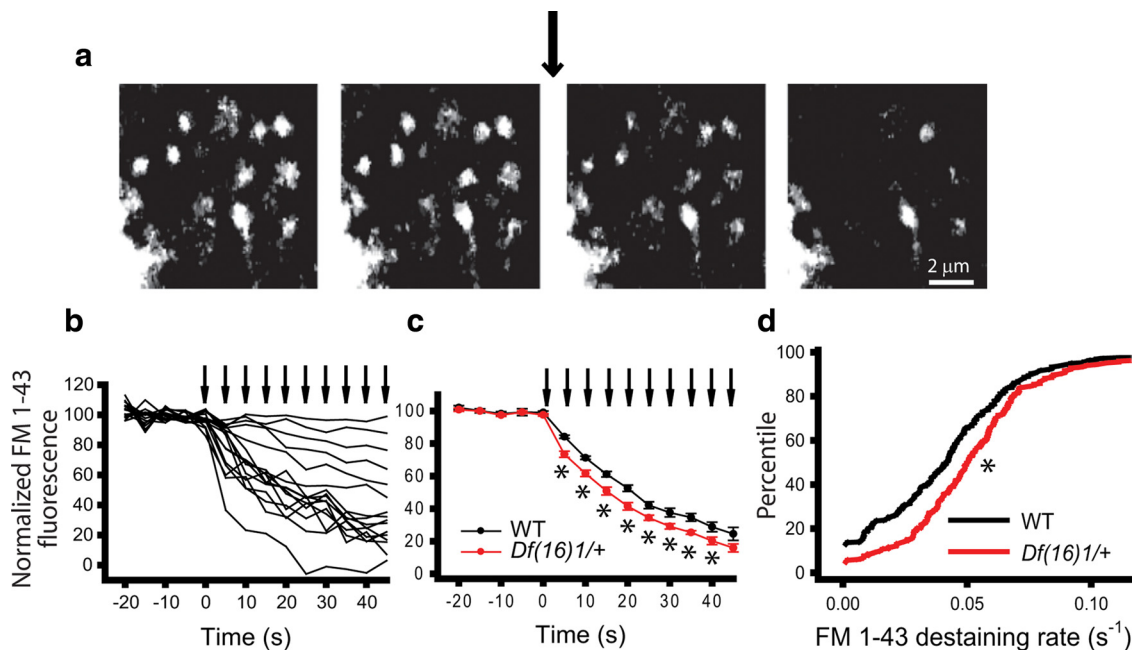 a
2 µm
b
c
d
Normalized FM 1-43
fluorescence
120
100
80
60
40
20
0
-20 -10 0 10 20 30 40
Time (s)
100
80
60
40
20
0
* * * * * * * *
WT
Df(16)1/+
-20 -10 0 10 20 30 40
Time (s)
Percentile
100
80
60
40
20
0
*
WT
Df(16)1/+
0.00 0.05 0.10
FM 1-43 destaining rate (s⁻¹)